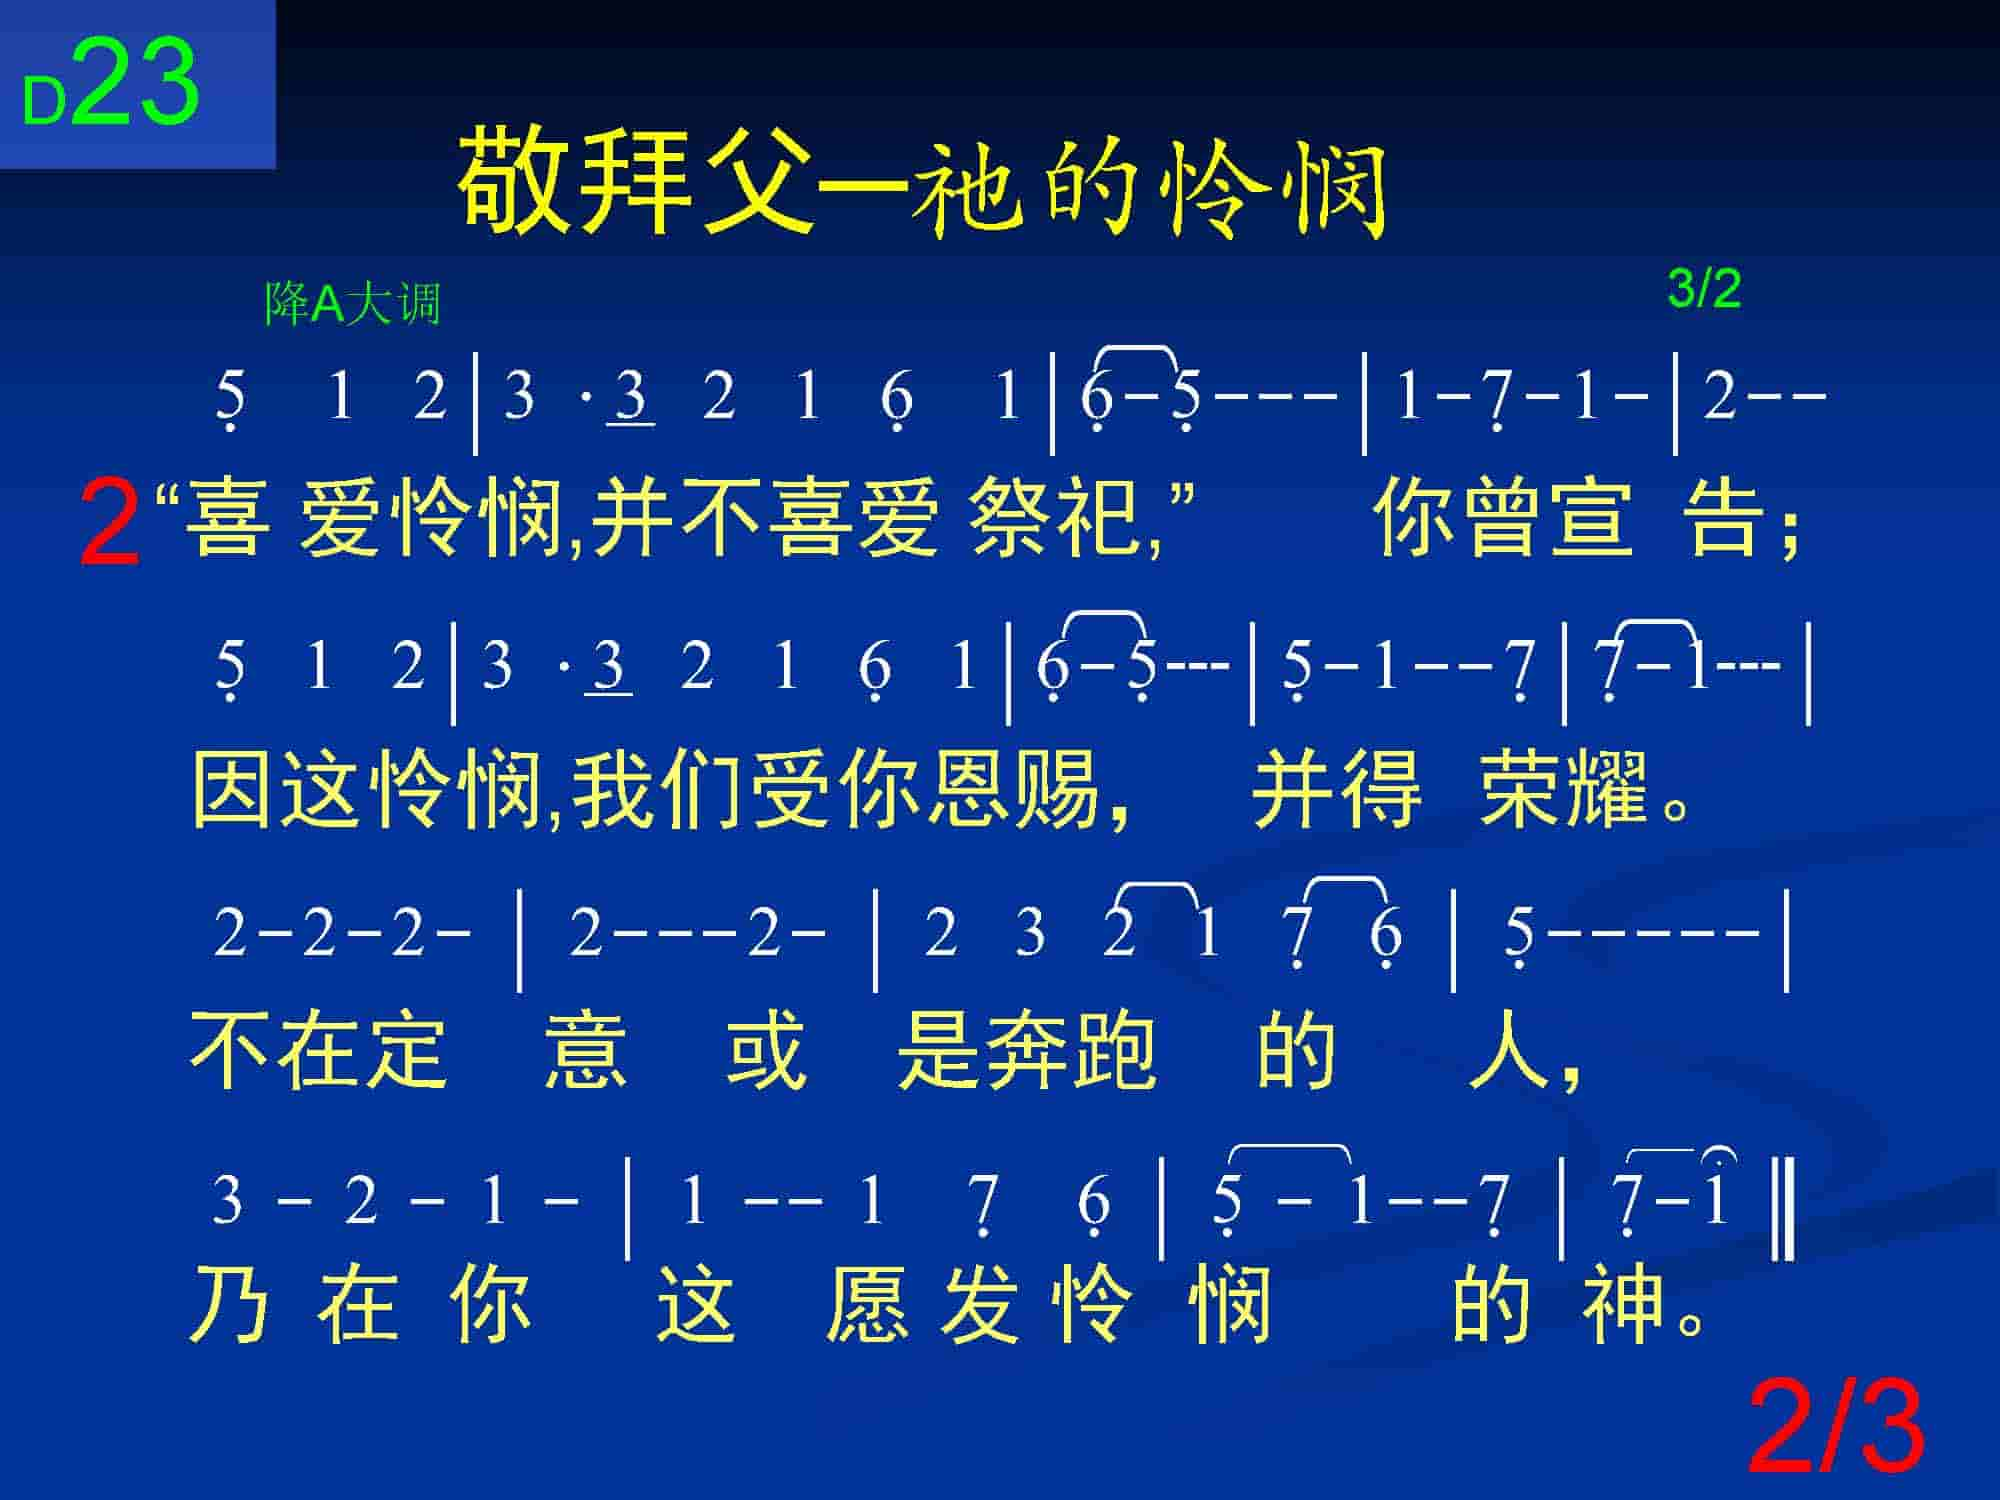 D23
敬拜父—祂的怜悯
降A大调 3/2
5̣ 1 2 | 3 · 3̲ 2 1 6̣ 1 | 6̣ – 5̣ – – – | 1 – 7̣ – 1 – | 2 – –
2 “喜 爱怜悯,并不喜爱 祭祀,” 你曾宣 告；
5̣ 1 2 | 3 · 3̲ 2 1 6̣ 1 | 6̣ – 5̣ - - - | 5̣ – 1 – – 7̣ | 7̣ – 1 - - - |
因这怜悯,我们受你恩赐， 并得 荣耀。
2 – 2 – 2 – | 2 – – – 2 – | 2 3 2 1 7̣ 6̣ | 5̣ – – – – – |
不在定 意 或 是奔跑 的 人，
3 – 2 – 1 – | 1 – – 1 7̣ 6̣ | 5̣ – 1 – – 7̣ | 7̣ – 1̇ ‖
乃 在 你 这 愿 发 怜 悯 的 神。
2/3